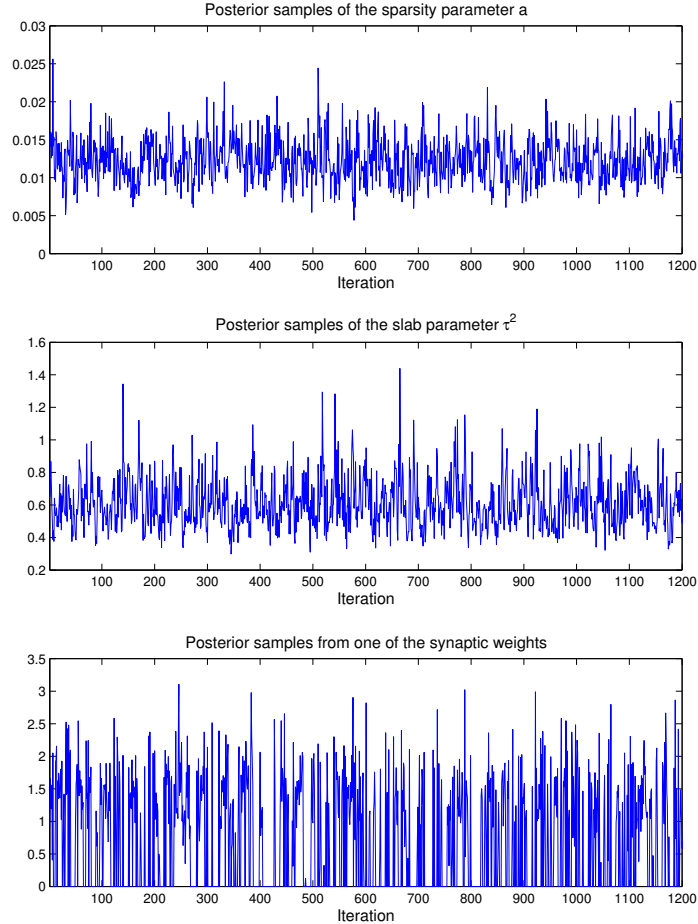 Posterior samples of the sparsity parameter a
0.03
0.025
0.02
0.015
0.01
0.005
0
100 200 300 400 500 600 700 800 900 1000 1100 1200
Iteration
Posterior samples of the slab parameter τ²
1.6
1.4
1.2
1
0.8
0.6
0.4
0.2
100 200 300 400 500 600 700 800 900 1000 1100 1200
Iteration
Posterior samples from one of the synaptic weights
3.5
3
2.5
2
1.5
1
0.5
0
100 200 300 400 500 600 700 800 900 1000 1100 1200
Iteration